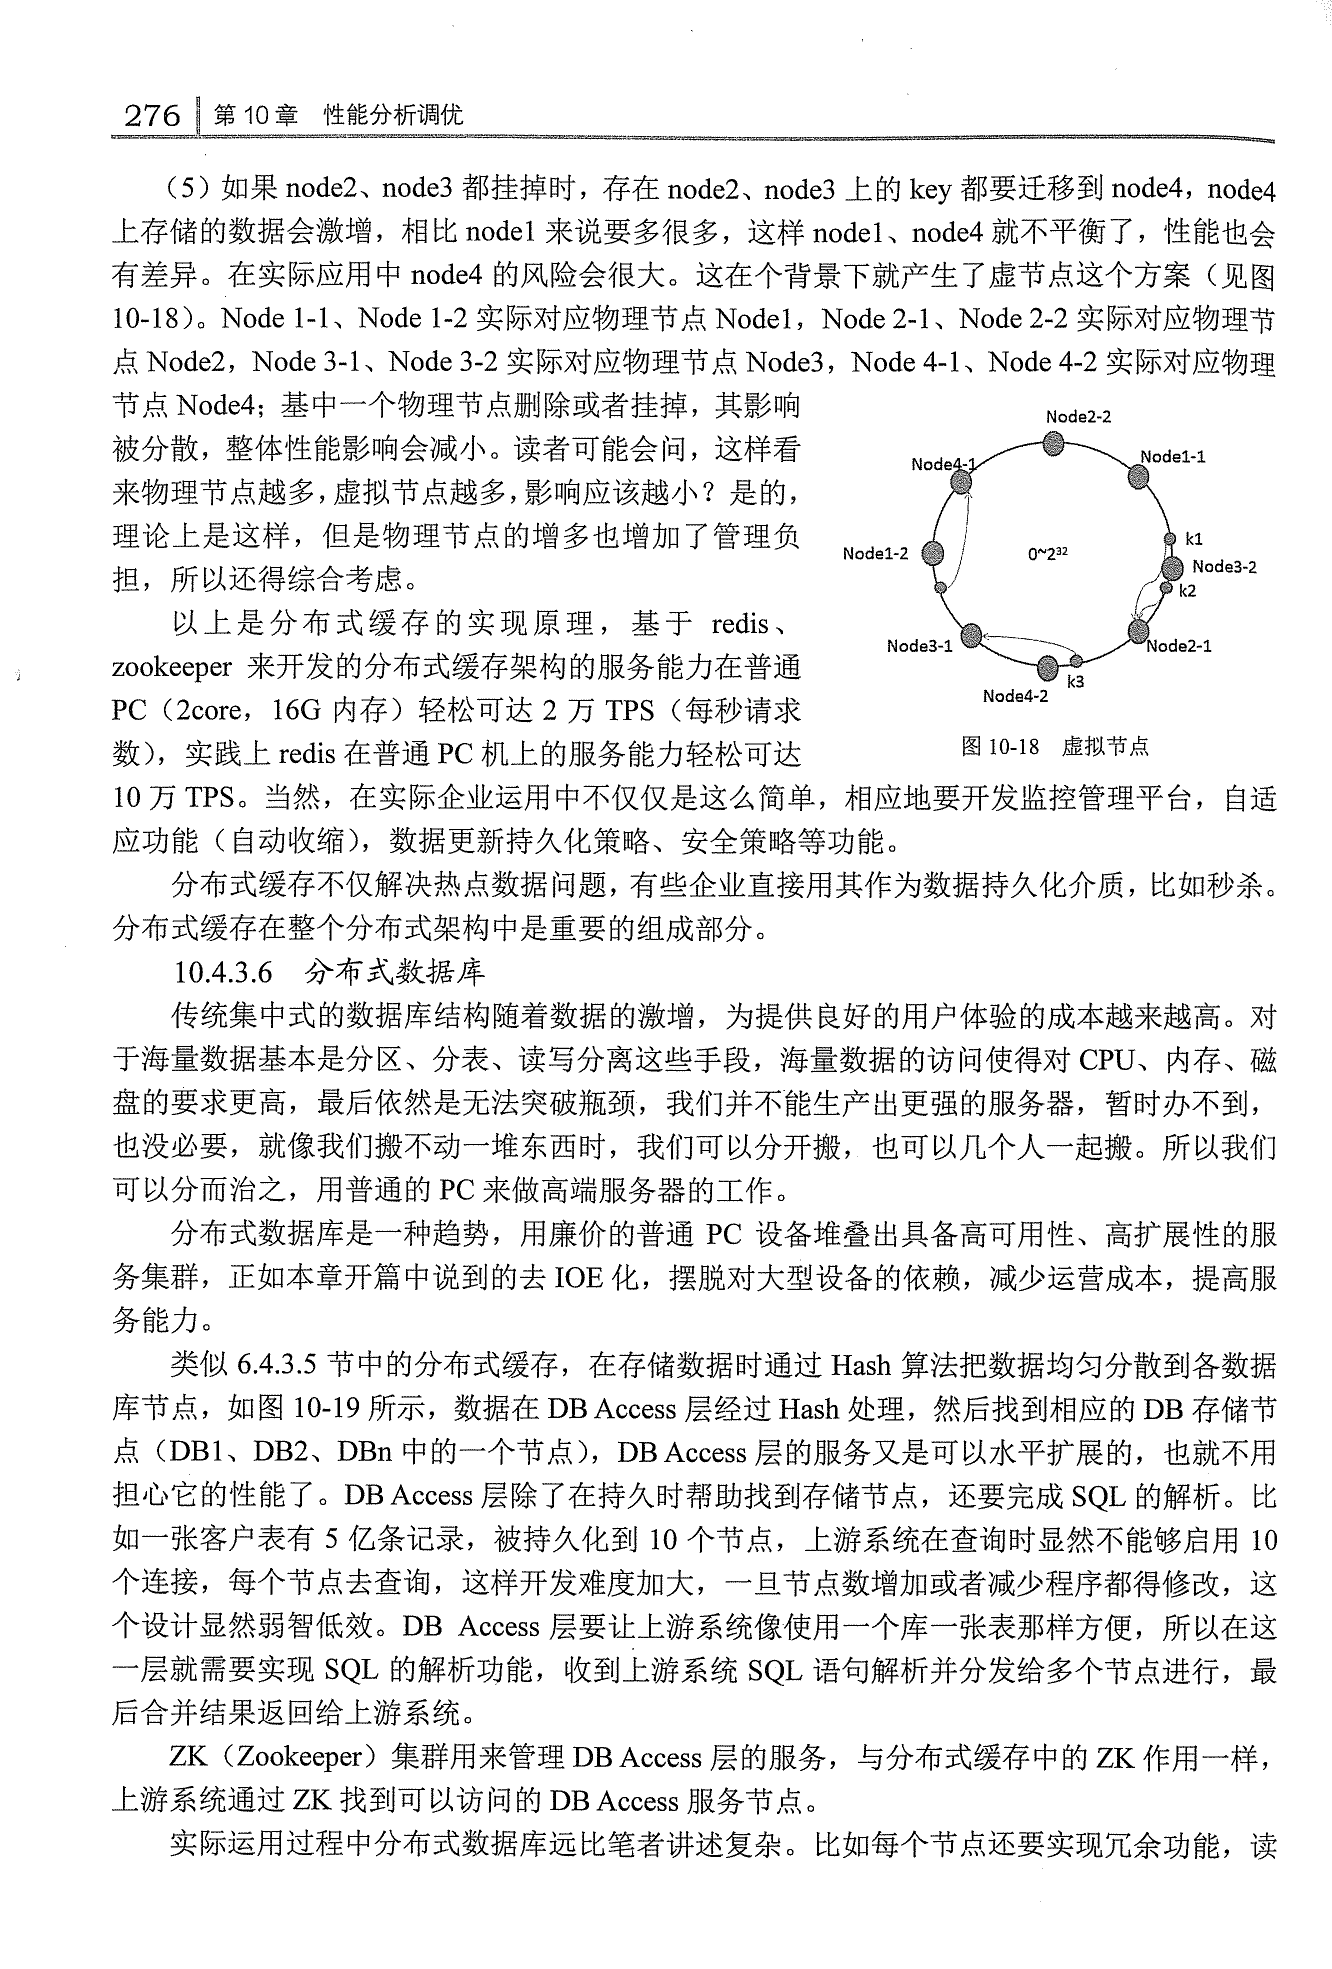 276 第10章 性能分析调优
（5）如果 node2、node3 都挂掉时，存在 node2、node3 上的 key 都要迁移到 node4，node4
上存储的数据会激增，相比 node1 来说要多很多，这样 node1、node4 就不平衡了，性能也会
有差异。在实际应用中 node4 的风险会很大。这在个背景下就产生了虚节点这个方案（见图
10-18）。Node 1-1、Node 1-2 实际对应物理节点 Node1，Node 2-1、Node 2-2 实际对应物理节
点 Node2，Node 3-1、Node 3-2 实际对应物理节点 Node3，Node 4-1、Node 4-2 实际对应物理
节点 Node4；基中一个物理节点删除或者挂掉，其影响
被分散，整体性能影响会减小。读者可能会问，这样看
来物理节点越多，虚拟节点越多，影响应该越小？是的，
理论上是这样，但是物理节点的增多也增加了管理负
担，所以还得综合考虑。
以上是分布式缓存的实现原理，基于 redis、
zookeeper 来开发的分布式缓存架构的服务能力在普通
PC（2core，16G 内存）轻松可达 2 万 TPS（每秒请求
数），实践上 redis 在普通 PC 机上的服务能力轻松可达
Node2-2
Node4-1
Node1-1
k1
Node1-2
0~2³²
Node3-2
k2
Node3-1
Node2-1
k3
Node4-2
图 10-18 虚拟节点
10 万 TPS。当然，在实际企业运用中不仅仅是这么简单，相应地要开发监控管理平台，自适
应功能（自动收缩），数据更新持久化策略、安全策略等功能。
分布式缓存不仅解决热点数据问题，有些企业直接用其作为数据持久化介质，比如秒杀。
分布式缓存在整个分布式架构中是重要的组成部分。
10.4.3.6 分布式数据库
传统集中式的数据库结构随着数据的激增，为提供良好的用户体验的成本越来越高。对
于海量数据基本是分区、分表、读写分离这些手段，海量数据的访问使得对 CPU、内存、磁
盘的要求更高，最后依然是无法突破瓶颈，我们并不能生产出更强的服务器，暂时办不到，
也没必要，就像我们搬不动一堆东西时，我们可以分开搬，也可以几个人一起搬。所以我们
可以分而治之，用普通的 PC 来做高端服务器的工作。
分布式数据库是一种趋势，用廉价的普通 PC 设备堆叠出具备高可用性、高扩展性的服
务集群，正如本章开篇中说到的去 IOE 化，摆脱对大型设备的依赖，减少运营成本，提高服
务能力。
类似 6.4.3.5 节中的分布式缓存，在存储数据时通过 Hash 算法把数据均匀分散到各数据
库节点，如图 10-19 所示，数据在 DB Access 层经过 Hash 处理，然后找到相应的 DB 存储节
点（DB1、DB2、DBn 中的一个节点），DB Access 层的服务又是可以水平扩展的，也就不用
担心它的性能了。DB Access 层除了在持久时帮助找到存储节点，还要完成 SQL 的解析。比
如一张客户表有 5 亿条记录，被持久化到 10 个节点，上游系统在查询时显然不能够启用 10
个连接，每个节点去查询，这样开发难度加大，一旦节点数增加或者减少程序都得修改，这
个设计显然弱智低效。DB Access 层要让上游系统像使用一个库一张表那样方便，所以在这
一层就需要实现 SQL 的解析功能，收到上游系统 SQL 语句解析并分发给多个节点进行，最
后合并结果返回给上游系统。
ZK（Zookeeper）集群用来管理 DB Access 层的服务，与分布式缓存中的 ZK 作用一样，
上游系统通过 ZK 找到可以访问的 DB Access 服务节点。
实际运用过程中分布式数据库远比笔者讲述复杂。比如每个节点还要实现冗余功能，读